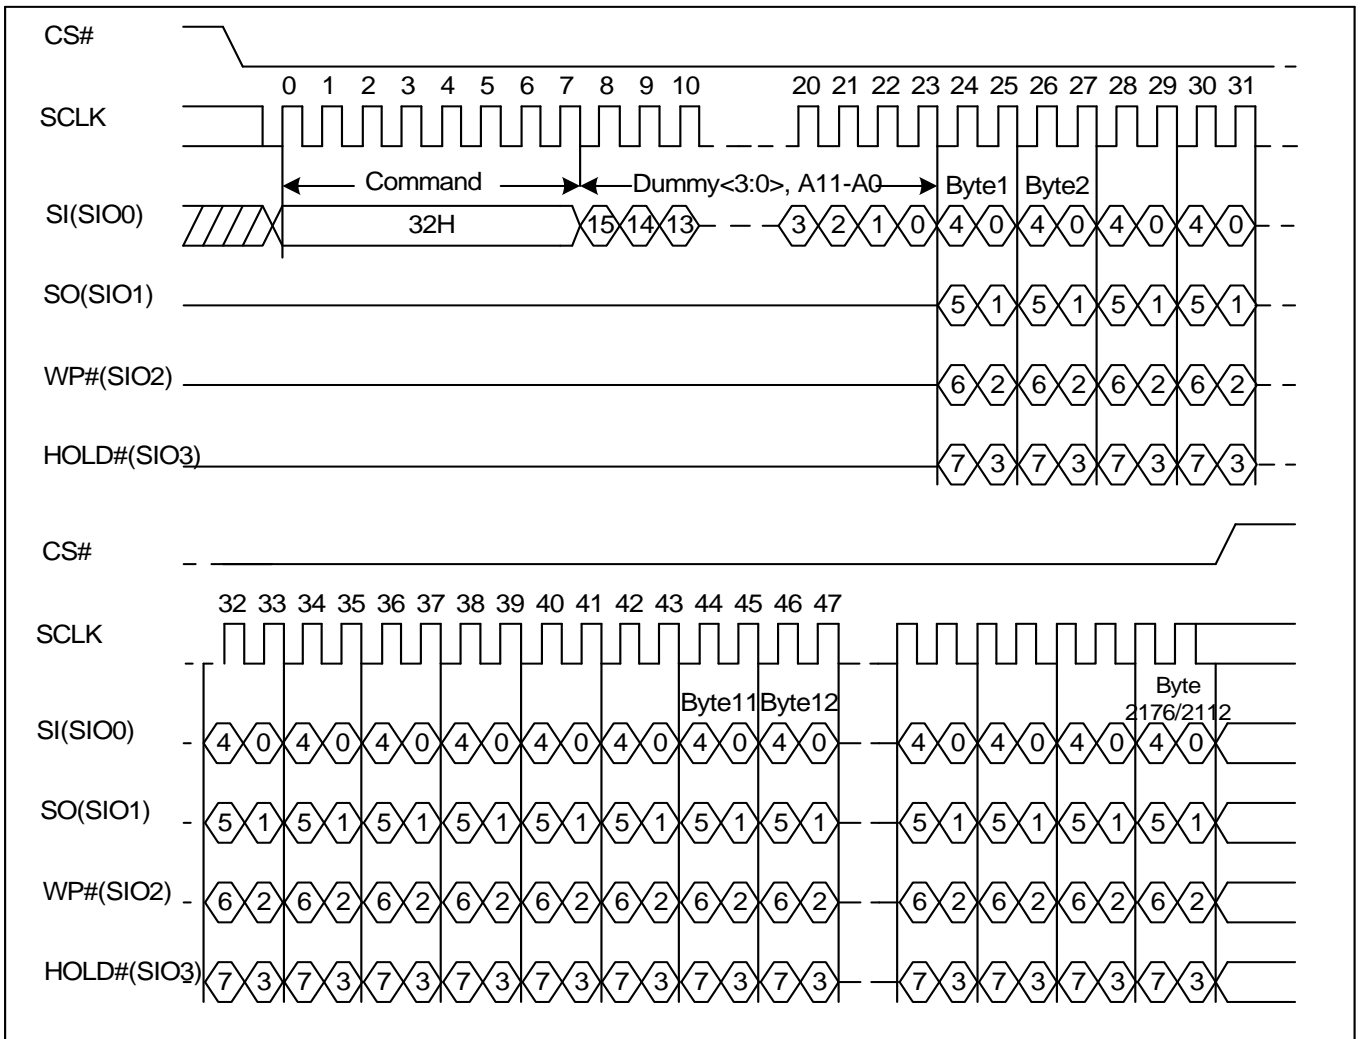 CS#
0 1 2 3 4 5 6 7 8 9 10 20 21 22 23 24 25 26 27 28 29 30 31
SCLK
Command Dummy<3:0>, A11-A0 Byte1 Byte2
SI(SIO0) 32H 15 14 13 3 2 1 0 4 0 4 0 4 0 4 0
SO(SIO1) 5 1 5 1 5 1 5 1
WP#(SIO2) 6 2 6 2 6 2 6 2
HOLD#(SIO3) 7 3 7 3 7 3 7 3
CS#
32 33 34 35 36 37 38 39 40 41 42 43 44 45 46 47
SCLK
Byte11 Byte12 Byte
2176/2112
SI(SIO0) 4 0 4 0 4 0 4 0 4 0 4 0 4 0 4 0 4 0 4 0 4 0 4 0
SO(SIO1) 5 1 5 1 5 1 5 1 5 1 5 1 5 1 5 1 5 1 5 1 5 1 5 1
WP#(SIO2) 6 2 6 2 6 2 6 2 6 2 6 2 6 2 6 2 6 2 6 2 6 2 6 2
HOLD#(SIO3) 7 3 7 3 7 3 7 3 7 3 7 3 7 3 7 3 7 3 7 3 7 3 7 3